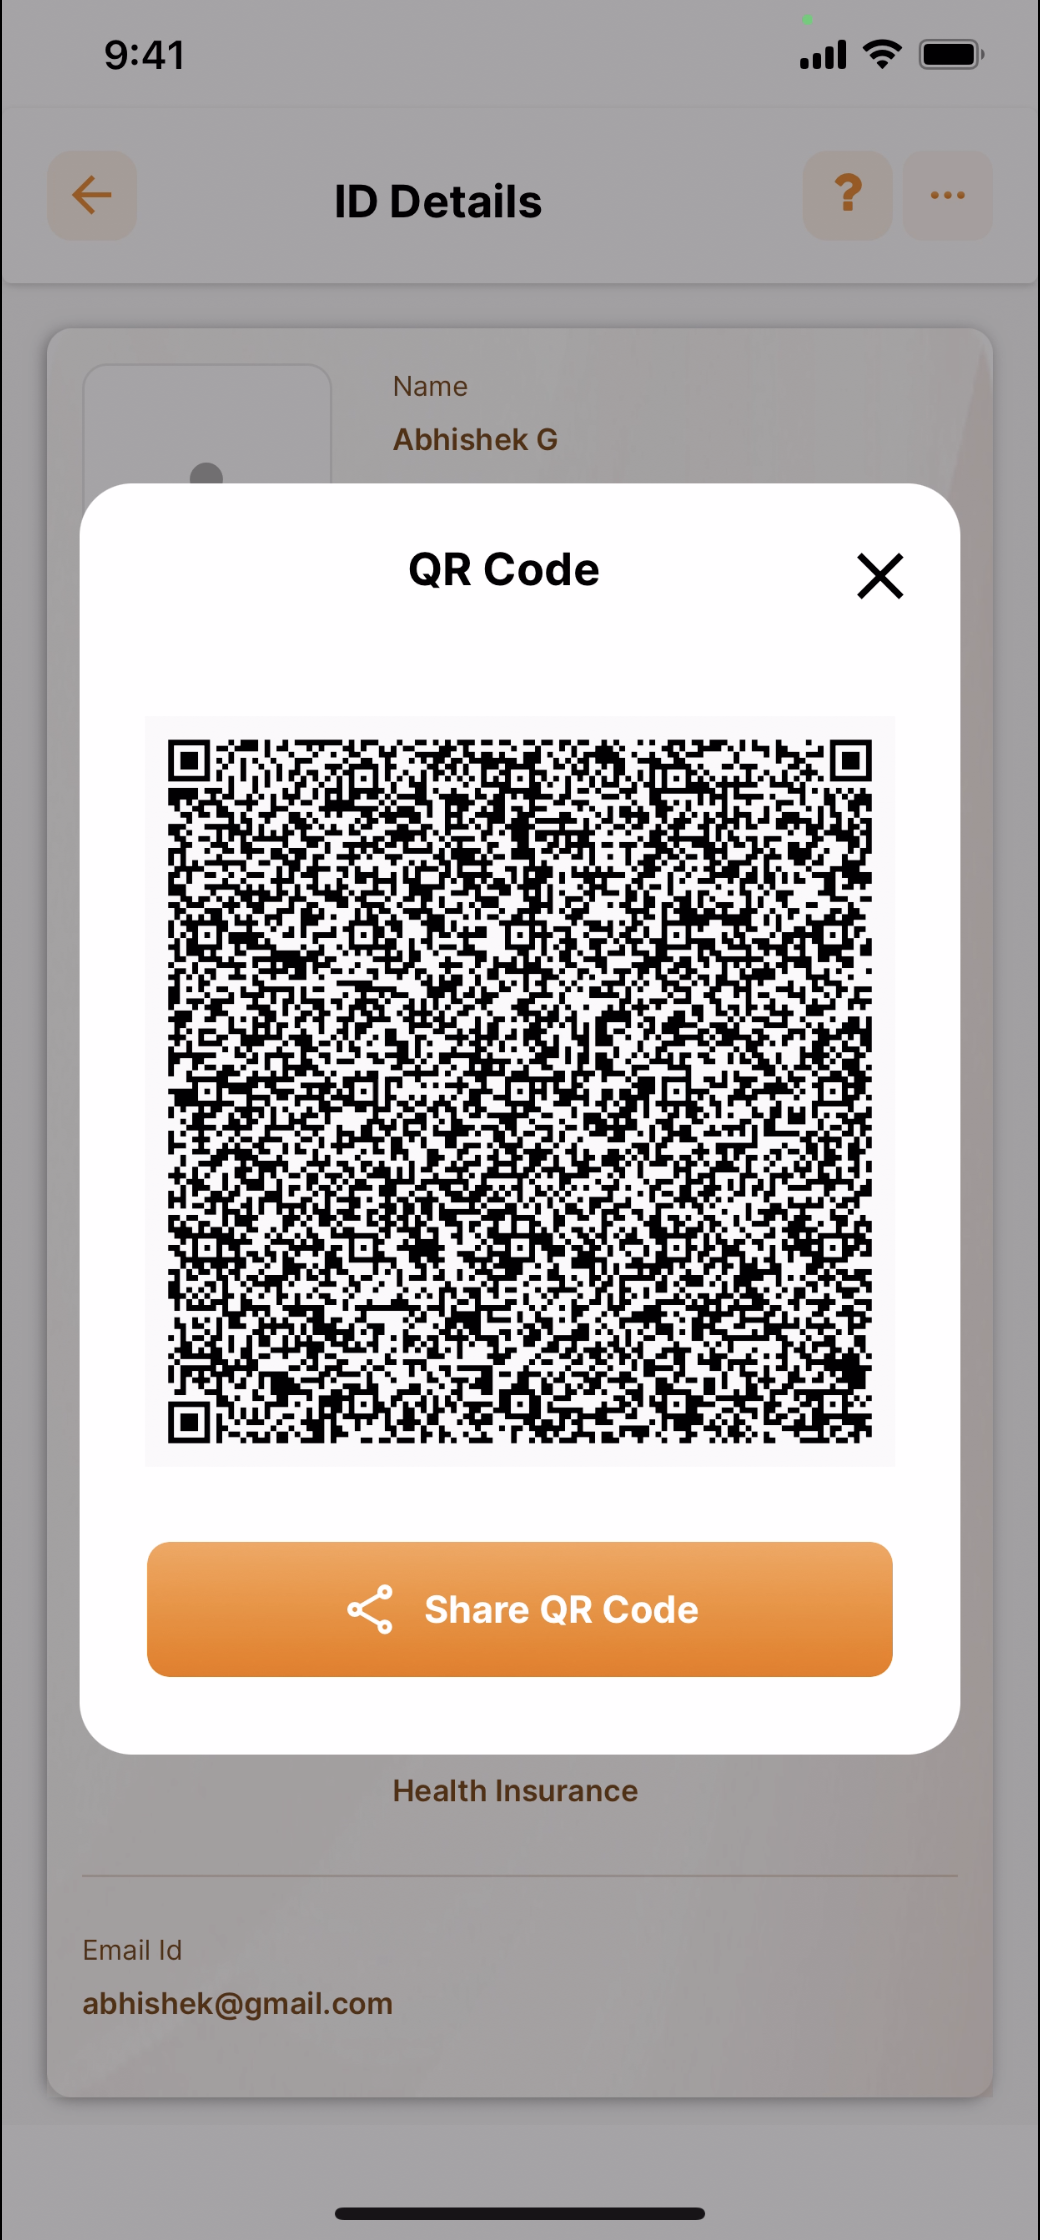 9:41
ID Details
?
Name
Abhishek G
QR Code
Share QR Code
Health Insurance
Email Id
abhishek@gmail.com